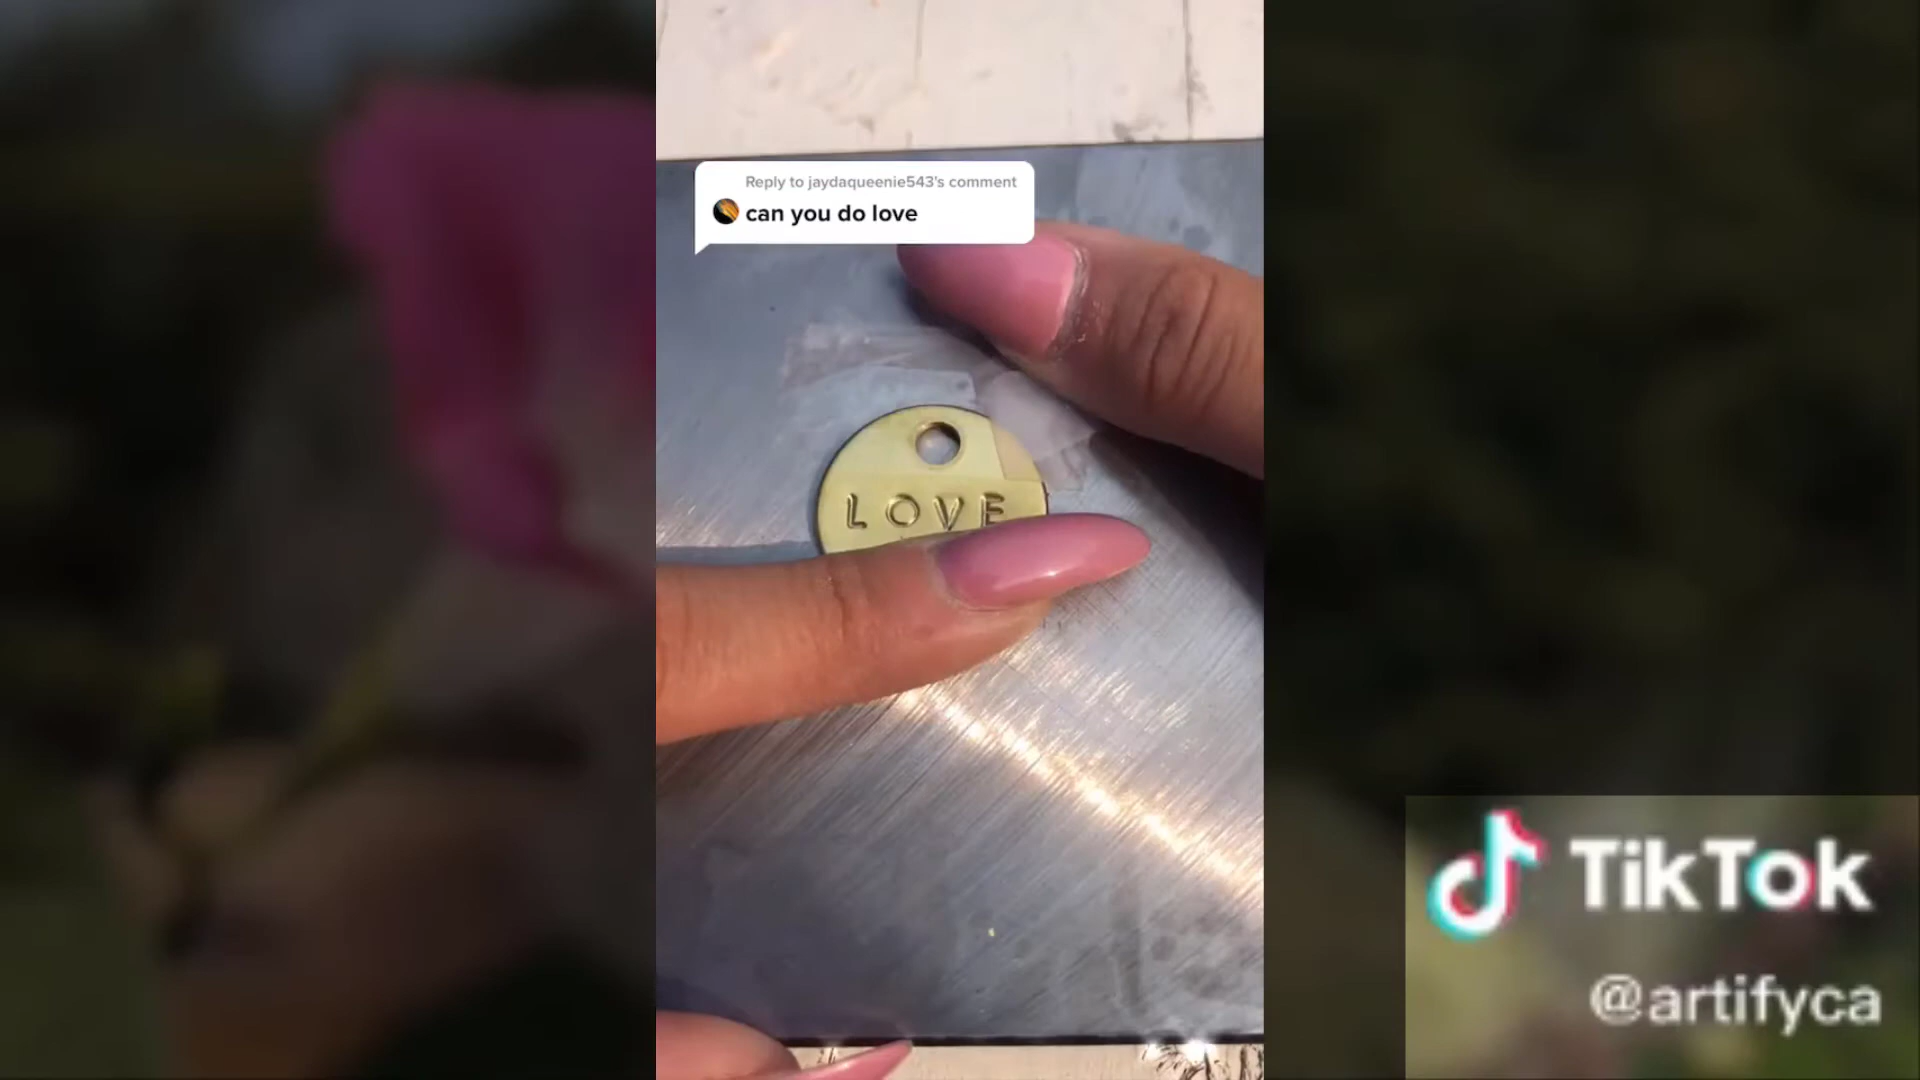 Reply to jaydaqueenie543's comment
can you do love
LOVE
TikTok
@artifyca